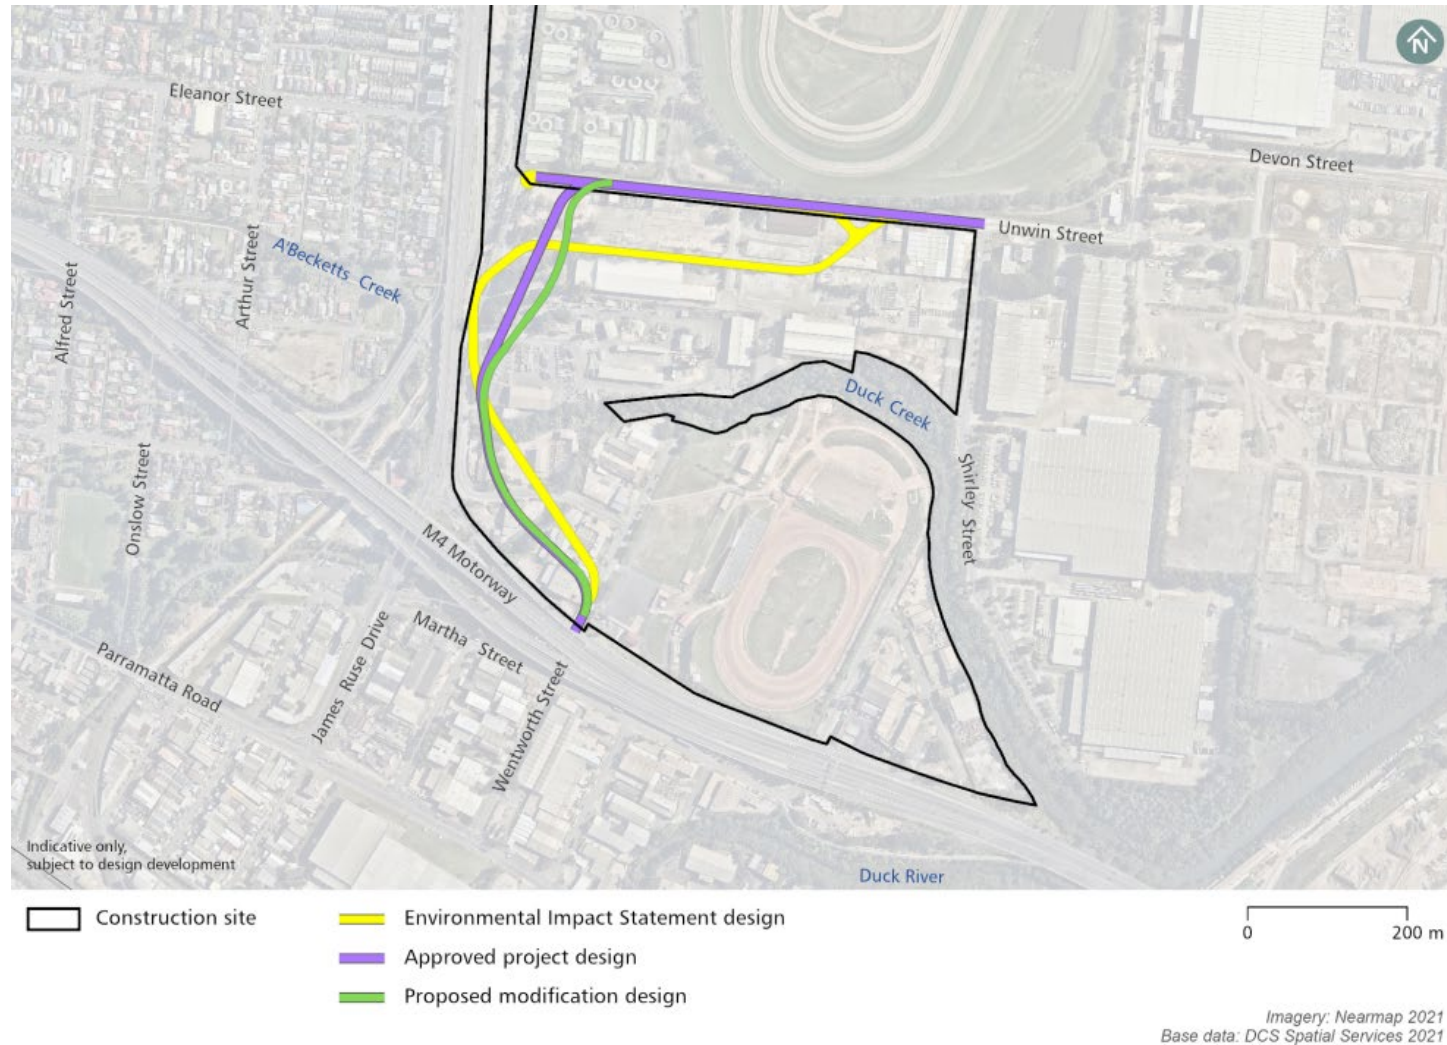 N
Eleanor Street
Devon Street
Unwin Street
A'Becketts Creek
Arthur Street
Alfred Street
Duck Creek
Onslow Street
Shirley Street
M4 Motorway
Martha Street
James Ruse Drive
Wentworth Street
Parramatta Road
Indicative only,
subject to design development
Duck River
Construction site
Environmental Impact Statement design
Approved project design
Proposed modification design
0 200 m
Imagery: Nearmap 2021
Base data: DCS Spatial Services 2021